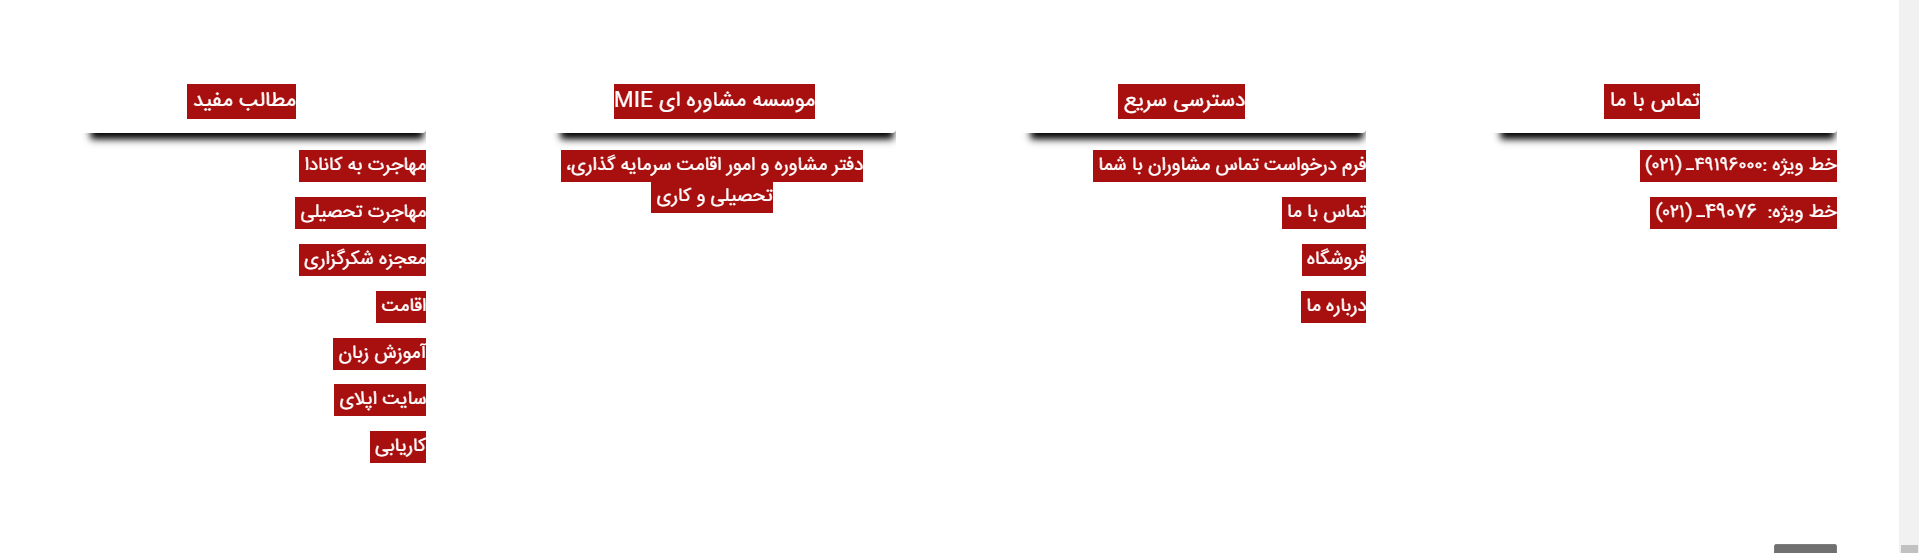 تماس با ما
خط ویژه :۴۹۱۹۶۰۰۰_ (۰۲۱)
خط ویژه: ۴۹۰۷۶_ (۰۲۱)
دسترسی سریع
فرم درخواست تماس مشاوران با شما
تماس با ما
فروشگاه
درباره ما
موسسه مشاوره ای MIE
دفتر مشاوره و امور اقامت سرمایه گذاری،
تحصیلی و کاری
مطالب مفید
مهاجرت به کانادا
مهاجرت تحصیلی
معجزه شکرگزاری
اقامت
آموزش زبان
سایت اپلای
کاریابی